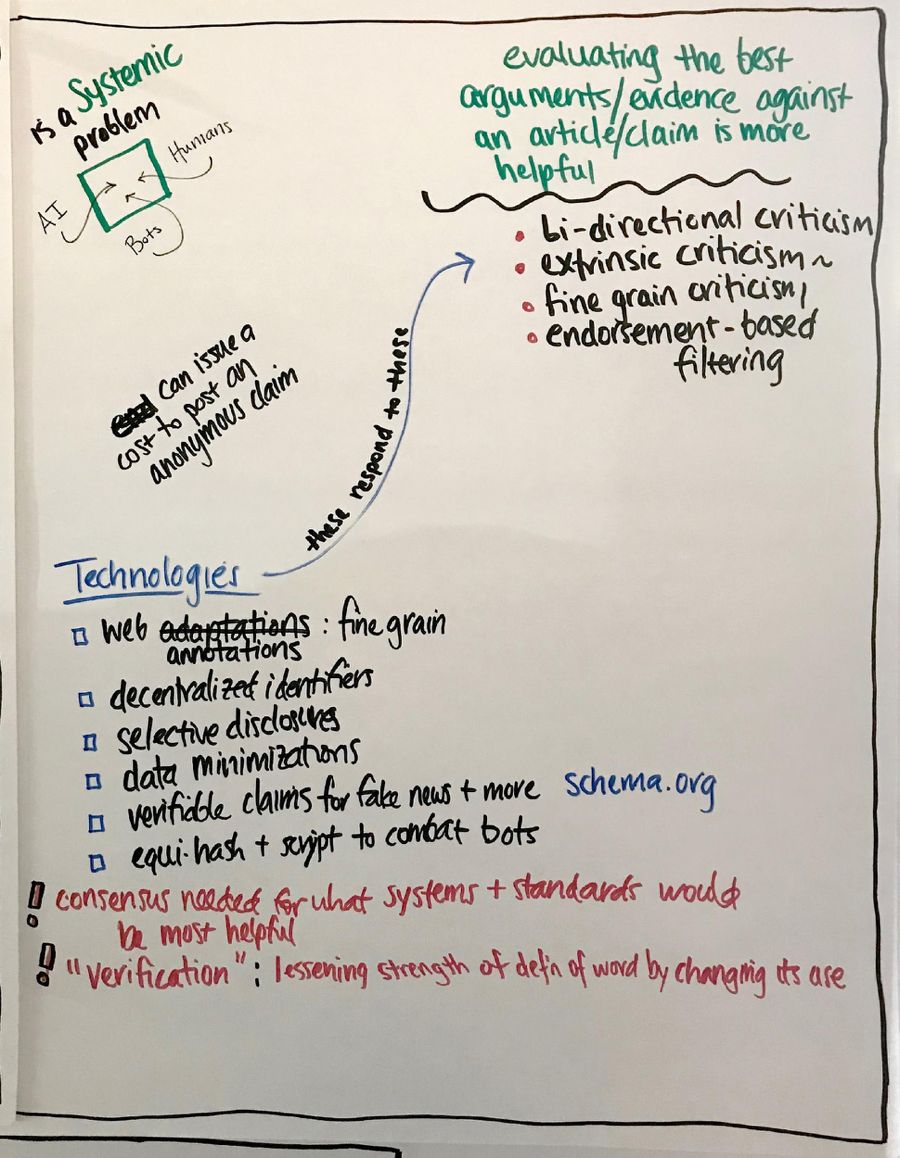 is a Systemic
problem
Humans
AI
Bots
evaluating the best
arguments/evidence against
an article/claim is more
helpful
• bi-directional criticism
• extrinsic criticism ~
• fine grain criticism
• endorsement-based
filtering
can issue a
cost to post an
anonymous claim
these respond to these
Technologies
web adaptations : fine grain
annotations
decentralized identifiers
selective disclosures
data minimizations
verifiable claims for fake news + more schema.org
equi-hash + script to combat bots
! consensus needed for what systems + standards would
be most helpful
! "verification": lessening strength of defn of word by changing its use